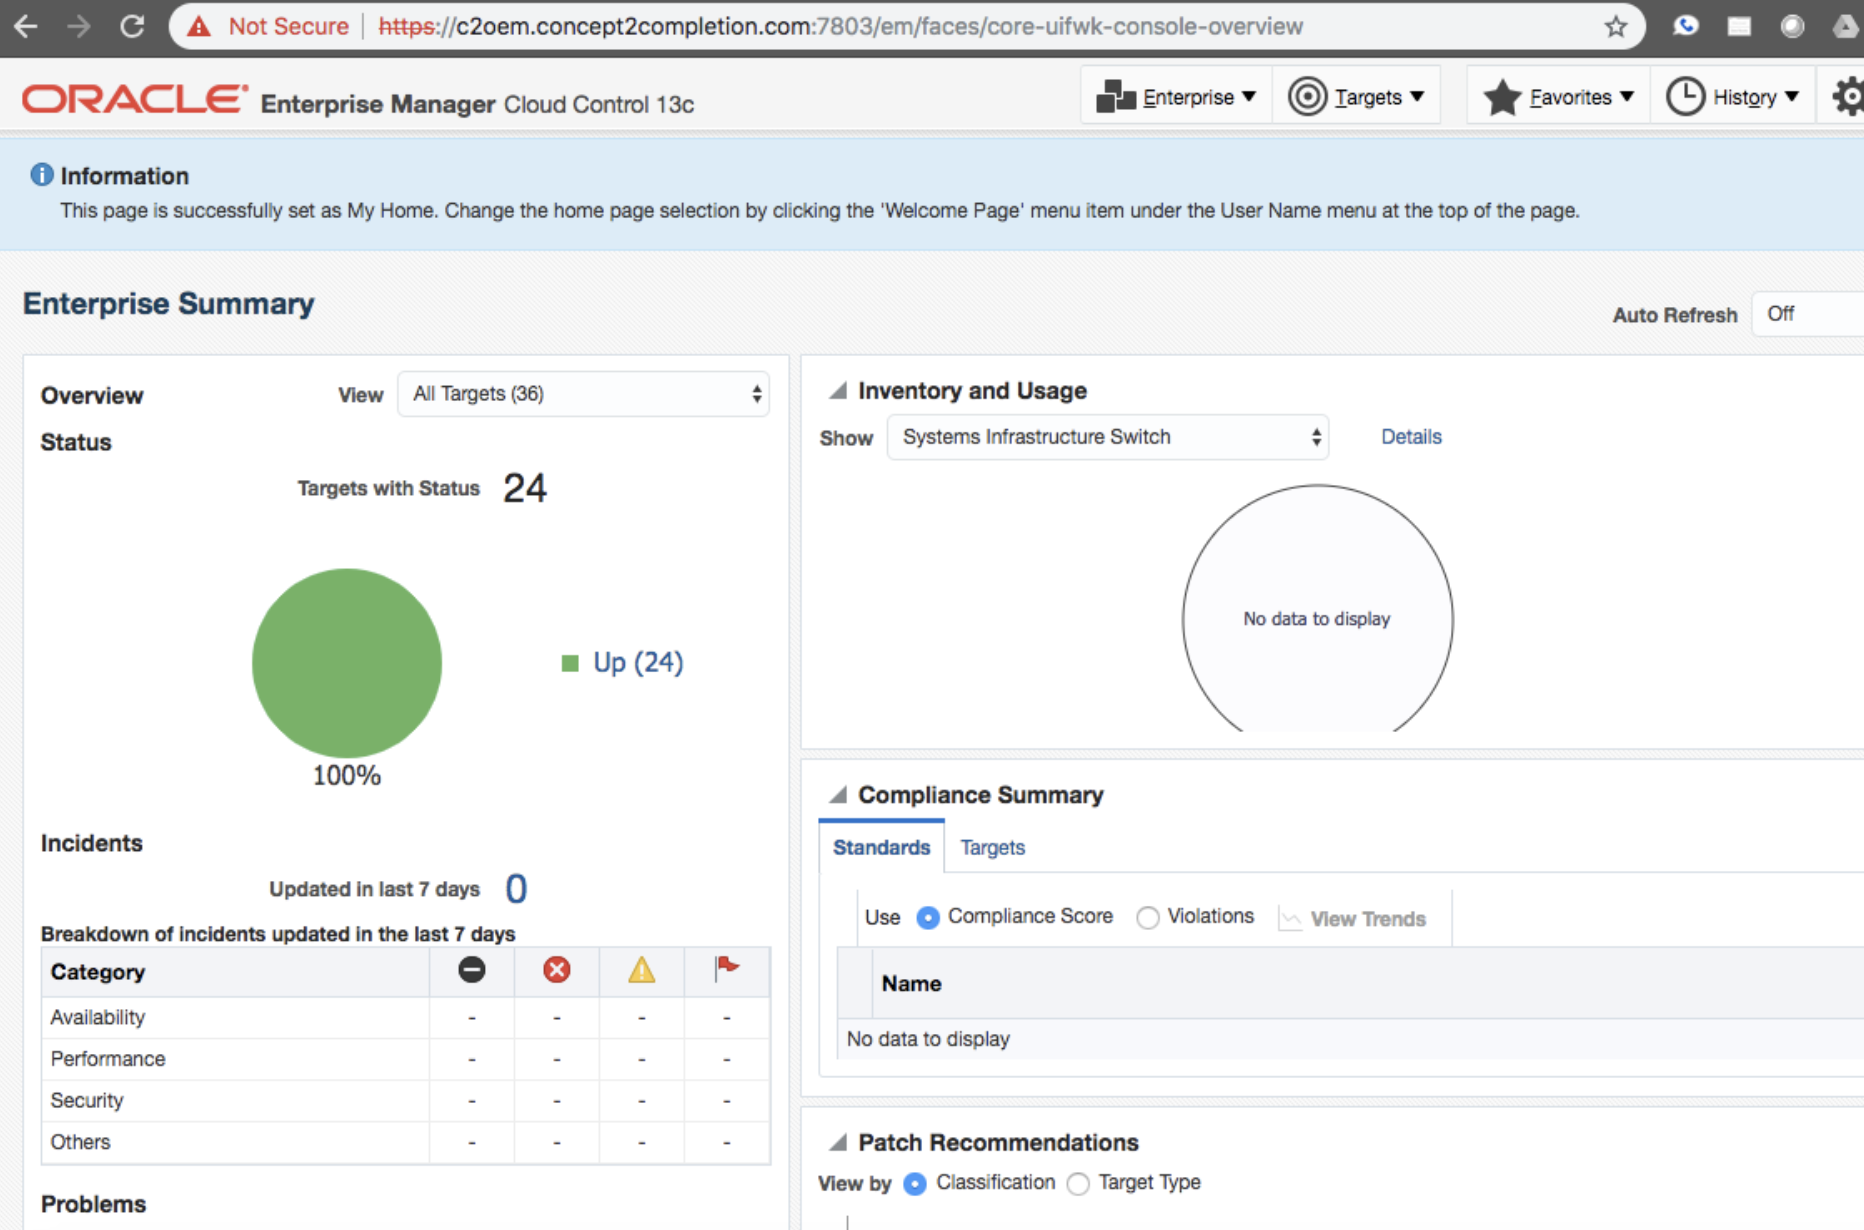 Not Secure https://c2oem.concept2completion.com:7803/em/faces/core-uifwk-console-overview
ORACLE® Enterprise Manager Cloud Control 13c
Enterprise Targets Favorites History
Information
This page is successfully set as My Home. Change the home page selection by clicking the 'Welcome Page' menu item under the User Name menu at the top of the page.
Enterprise Summary
Auto Refresh Off
Overview View All Targets (36)
Status
Targets with Status 24
Up (24)
100%
Incidents
Updated in last 7 days 0
Breakdown of incidents updated in the last 7 days
Category
Availability - - - -
Performance - - - -
Security - - - -
Others - - - -
Problems
Inventory and Usage
Show Systems Infrastructure Switch Details
No data to display
Compliance Summary
Standards Targets
Use Compliance Score Violations View Trends
Name
No data to display
Patch Recommendations
View by Classification Target Type